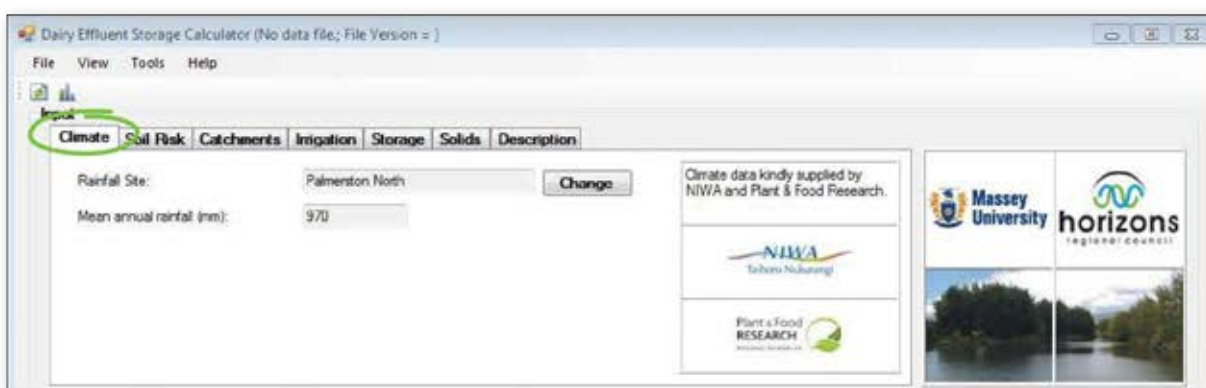 Dairy Effluent Storage Calculator (No data file.; File Version = )
File View Tools Help
Input
Climate Soil Risk Catchments Irrigation Storage Solids Description
Rainfall Site: Palmerston North Change
Mean annual rainfall (mm): 970
Climate data kindly supplied by
NIWA and Plant & Food Research.
NIWA
Taihoro Nukurangi
Plant & Food
RESEARCH
Massey
University
horizons
regional council